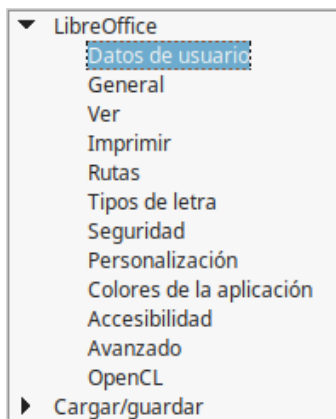 LibreOffice
Datos de usuario
General
Ver
Imprimir
Rutas
Tipos de letra
Seguridad
Personalización
Colores de la aplicación
Accesibilidad
Avanzado
OpenCL
Cargar/guardar